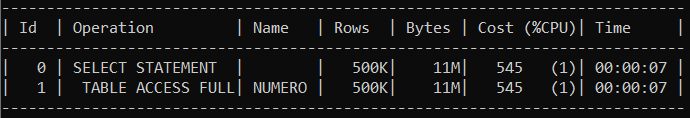 --------------------------------------------------------------------------
| Id  | Operation         | Name   | Rows  | Bytes | Cost (%CPU)| Time     |
--------------------------------------------------------------------------
|   0 | SELECT STATEMENT  |        |   500K|    11M|   545   (1)| 00:00:07 |
|   1 |  TABLE ACCESS FULL| NUMERO |   500K|    11M|   545   (1)| 00:00:07 |
--------------------------------------------------------------------------